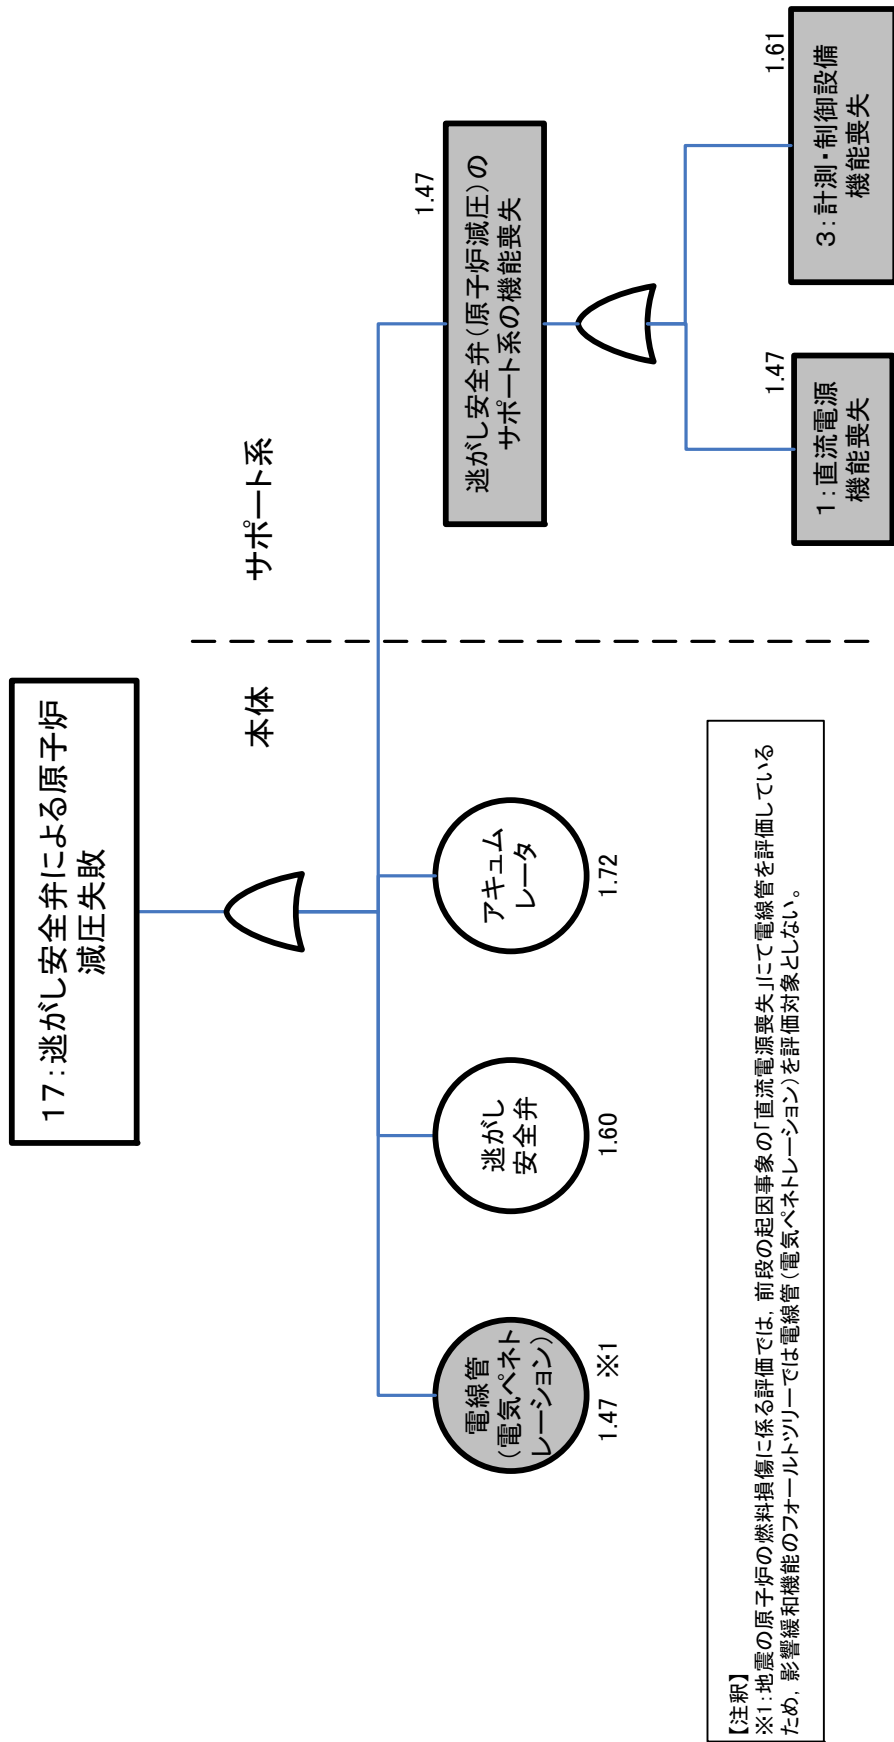 17:逃がし安全弁による原子炉
減圧失敗
本体
サポート系
電線管
(電気ペネト
レーション)
1.47 ※1
逃がし
安全弁
1.60
アキュム
レータ
1.72
1.47
逃がし安全弁(原子炉減圧)の
サポート系の機能喪失
1.47
1:直流電源
機能喪失
1.61
3:計測・制御設備
機能喪失
【注釈】
※1:地震の原子炉の燃料損傷に係る評価では,前段の起因事象の「直流電源喪失」にて電線管を評価している
ため,影響緩和機能のフォールトツリーでは電線管(電気ペネトレーション)を評価対象としない。